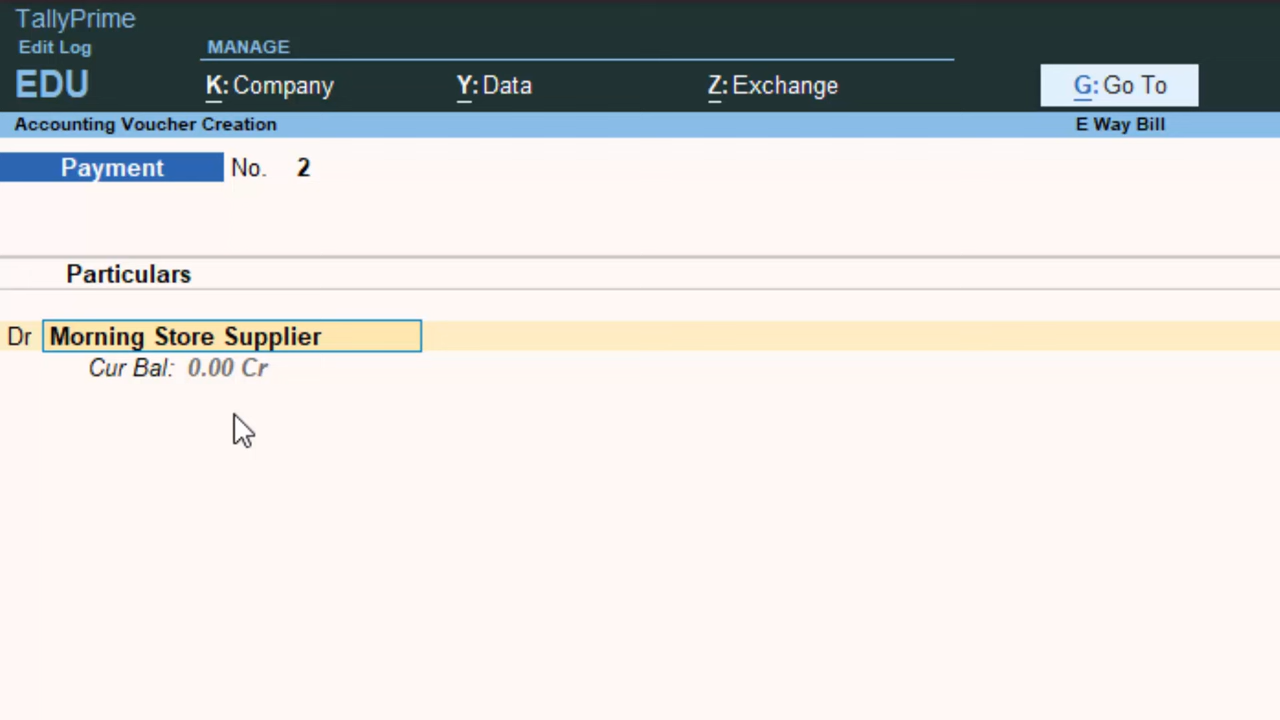 TallyPrime
Edit Log
MANAGE
EDU
K: Company
Y: Data
Z: Exchange
G: Go To
Accounting Voucher Creation
E Way Bill
Payment No. 2
Particulars
Dr Morning Store Supplier
Cur Bal: 0.00 Cr